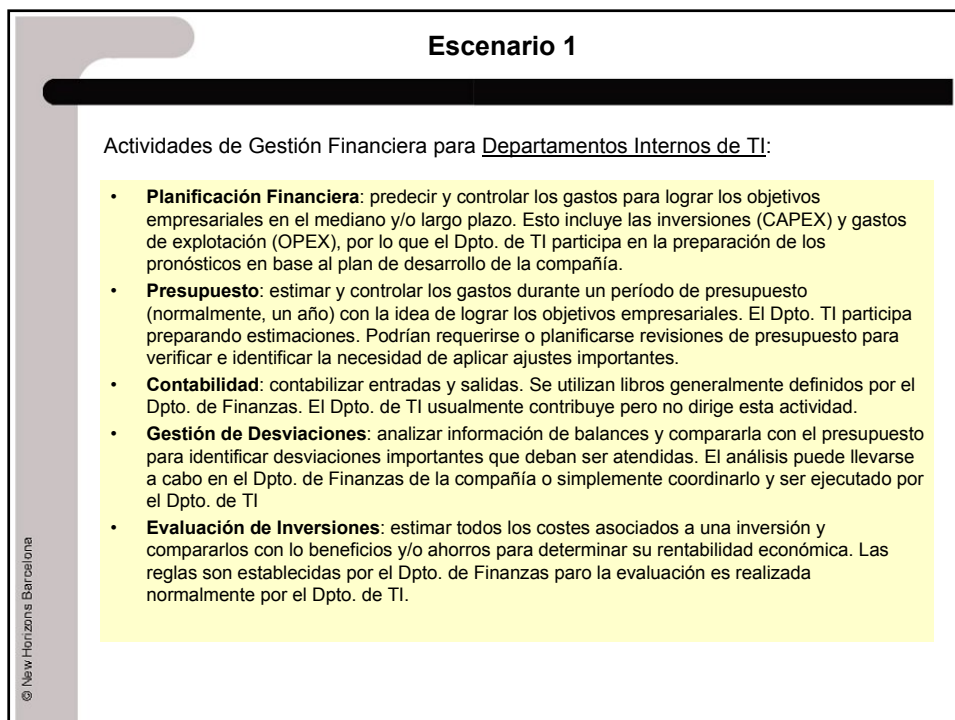 Escenario 1
Actividades de Gestión Financiera para Departamentos Internos de TI:
• Planificación Financiera: predecir y controlar los gastos para lograr los objetivos
empresariales en el mediano y/o largo plazo. Esto incluye las inversiones (CAPEX) y gastos
de explotación (OPEX), por lo que el Dpto. de TI participa en la preparación de los
pronósticos en base al plan de desarrollo de la compañía.
• Presupuesto: estimar y controlar los gastos durante un período de presupuesto
(normalmente, un año) con la idea de lograr los objetivos empresariales. El Dpto. TI participa
preparando estimaciones. Podrían requerirse o planificarse revisiones de presupuesto para
verificar e identificar la necesidad de aplicar ajustes importantes.
• Contabilidad: contabilizar entradas y salidas. Se utilizan libros generalmente definidos por el
Dpto. de Finanzas. El Dpto. de TI usualmente contribuye pero no dirige esta actividad.
• Gestión de Desviaciones: analizar información de balances y compararla con el presupuesto
para identificar desviaciones importantes que deban ser atendidas. El análisis puede llevarse
a cabo en el Dpto. de Finanzas de la compañía o simplemente coordinarlo y ser ejecutado por
el Dpto. de TI
• Evaluación de Inversiones: estimar todos los costes asociados a una inversión y
compararlos con lo beneficios y/o ahorros para determinar su rentabilidad económica. Las
reglas son establecidas por el Dpto. de Finanzas paro la evaluación es realizada
normalmente por el Dpto. de TI.
© New Horizons Barcelona